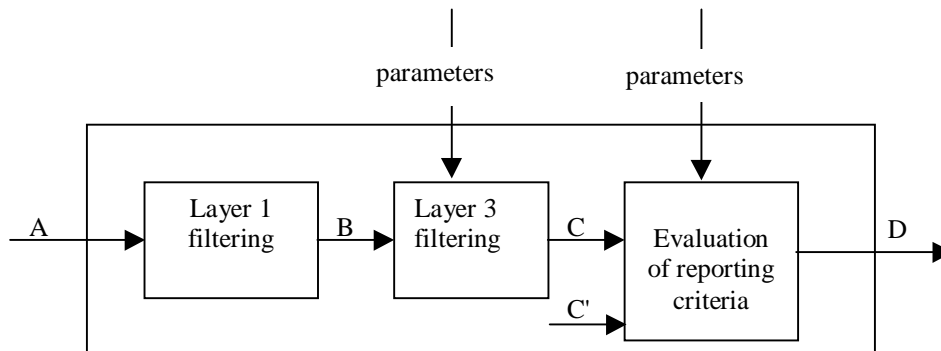 parameters
parameters
Layer 1
filtering
Layer 3
filtering
A
B
C
D
Evaluation
of reporting
criteria
C'